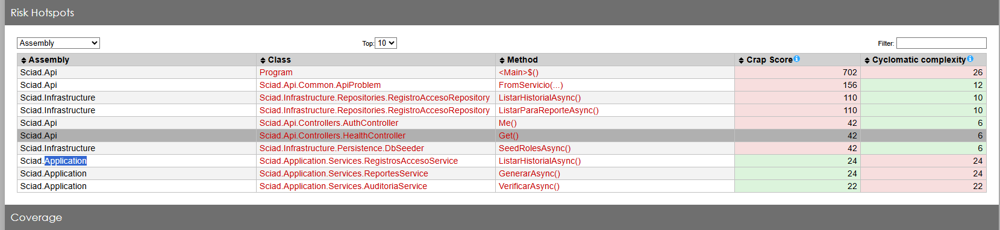 Risk Hotspots
Assembly Top: 10 Filter:
Assembly Class Method Crap Score Cyclomatic complexity
Sciad.Api Program <Main>$() 702 26
Sciad.Api Sciad.Api.Common.ApiProblem FromServicio(...) 156 12
Sciad.Infrastructure Sciad.Infrastructure.Repositories.RegistroAccesoRepository ListarHistorialAsync() 110 10
Sciad.Infrastructure Sciad.Infrastructure.Repositories.RegistroAccesoRepository ListarParaReporteAsync() 110 10
Sciad.Api Sciad.Api.Controllers.AuthController Me() 42 6
Sciad.Api Sciad.Api.Controllers.HealthController Get() 42 6
Sciad.Infrastructure Sciad.Infrastructure.Persistence.DbSeeder SeedRolesAsync() 42 6
Sciad.Application Sciad.Application.Services.RegistrosAccesoService ListarHistorialAsync() 24 24
Sciad.Application Sciad.Application.Services.ReportesService GenerarAsync() 24 24
Sciad.Application Sciad.Application.Services.AuditoriaService VerificarAsync() 22 22
Coverage